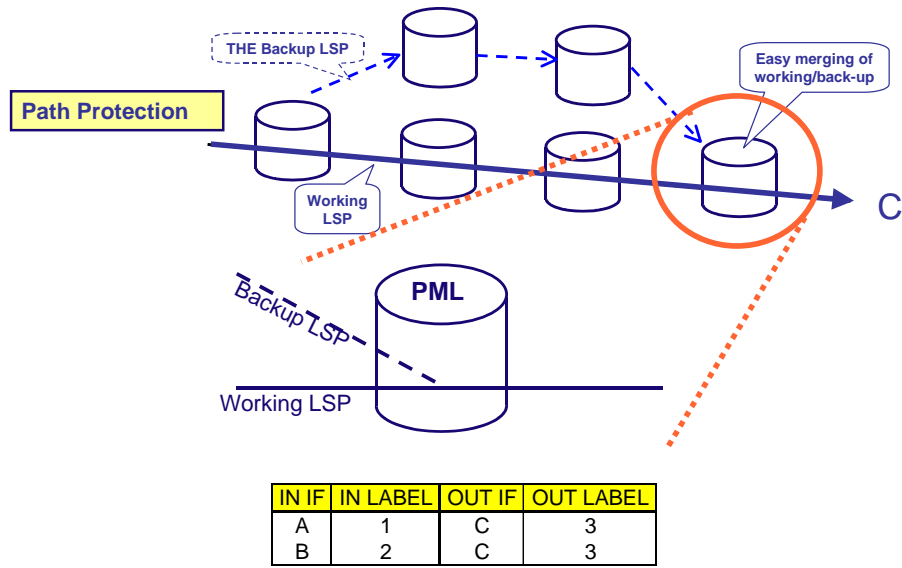 THE Backup LSP
Easy merging of
working/back-up
Path Protection
Working
LSP
C
PML
Backup LSP
Working LSP
IN IF IN LABEL OUT IF OUT LABEL
A 1 C 3
B 2 C 3